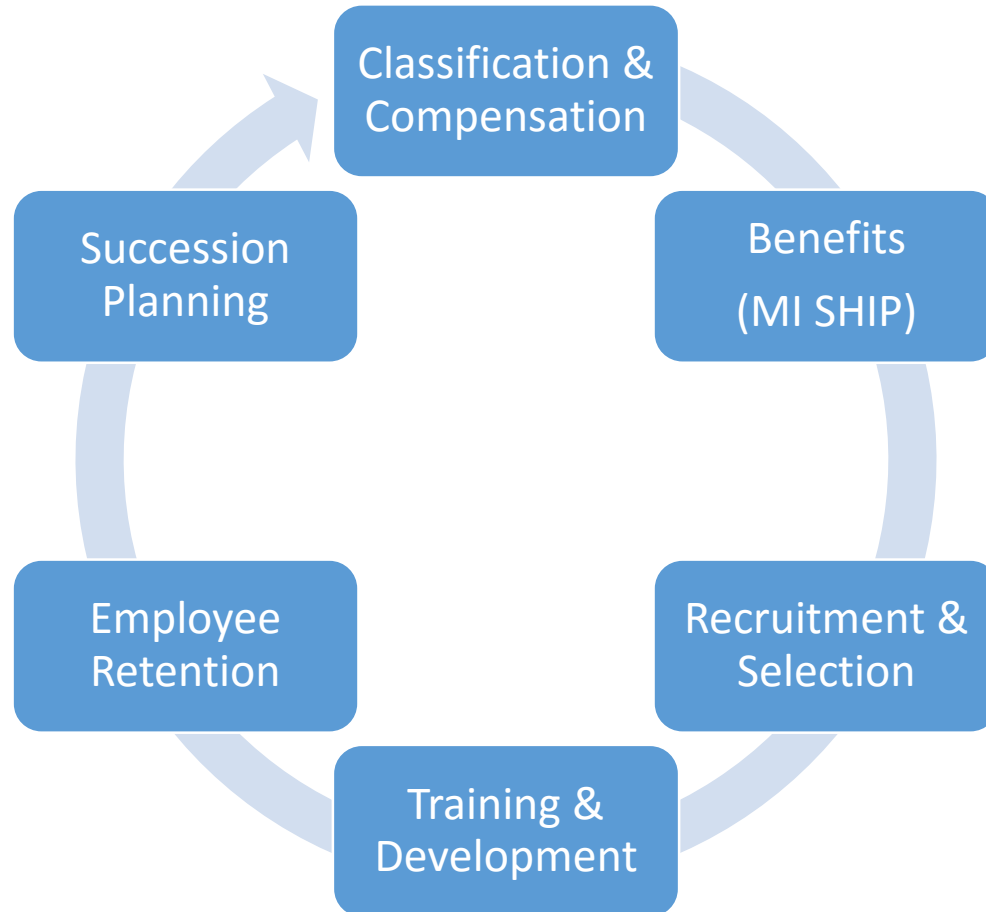 Classification &
Compensation
Benefits
(MI SHIP)
Recruitment &
Selection
Training &
Development
Employee
Retention
Succession
Planning